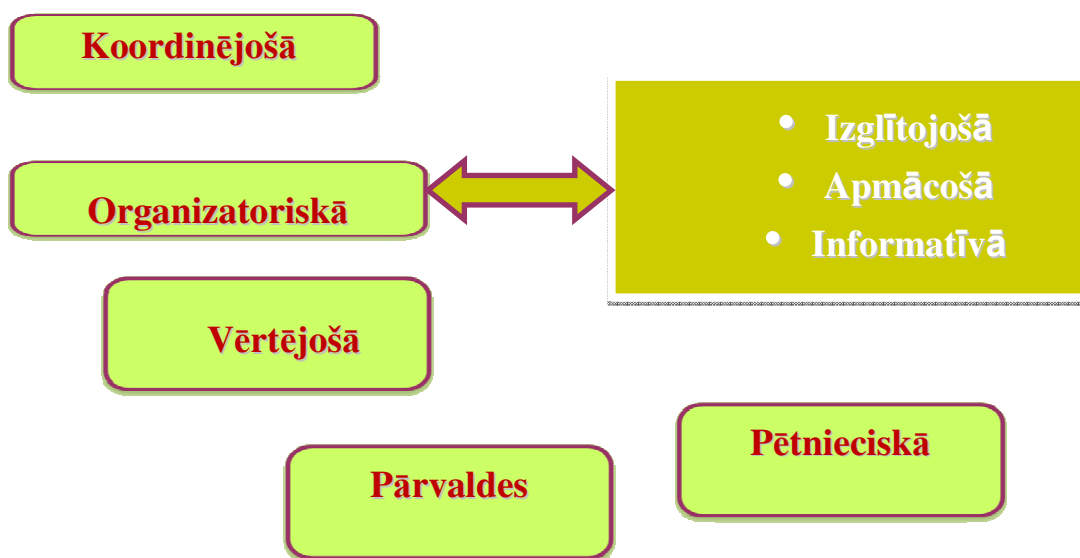 Koordinējošā
• Izglītojošā
• Apmācošā
• Informatīvā
Organizatoriskā
Vērtējošā
Pētnieciskā
Pārvaldes